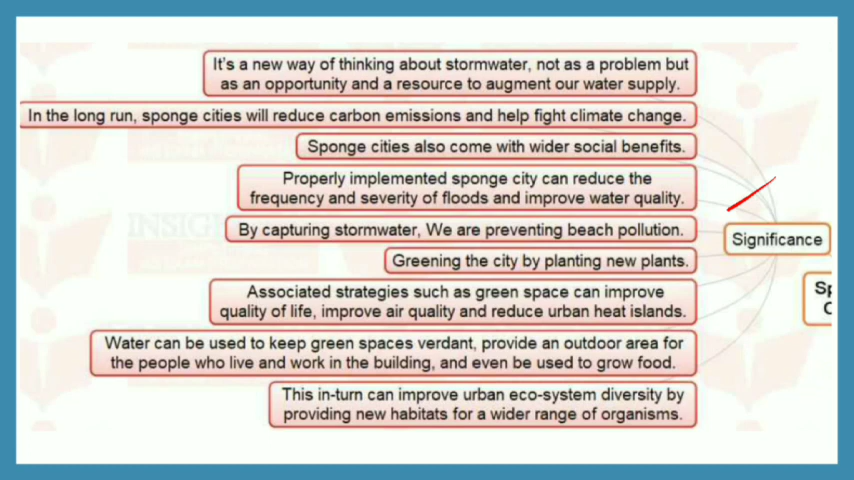 It's a new way of thinking about stormwater, not as a problem but
as an opportunity and a resource to augment our water supply.
In the long run, sponge cities will reduce carbon emissions and help fight climate change.
Sponge cities also come with wider social benefits.
Properly implemented sponge city can reduce the
frequency and severity of floods and improve water quality.
By capturing stormwater, We are preventing beach pollution.
Greening the city by planting new plants.
Associated strategies such as green space can improve
quality of life, improve air quality and reduce urban heat islands.
Water can be used to keep green spaces verdant, provide an outdoor area for
the people who live and work in the building, and even be used to grow food.
This in-turn can improve urban eco-system diversity by
providing new habitats for a wider range of organisms.
Significance